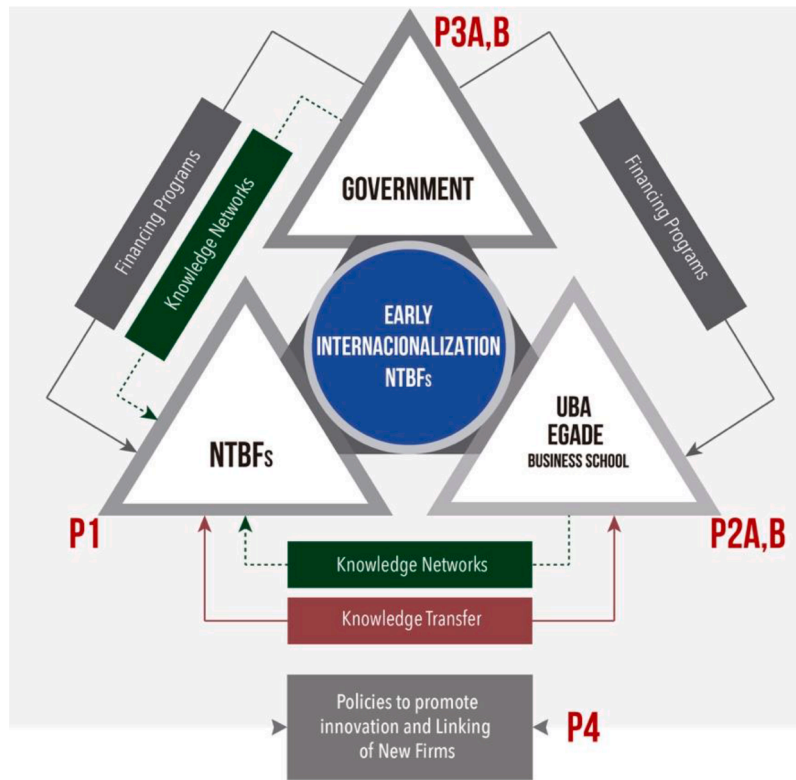 P3A,B
GOVERNMENT
Financing Programs
Knowledge Networks
Financing Programs
EARLY
INTERNACIONALIZATION
NTBFs
NTBFs
UBA
EGADE
BUSINESS SCHOOL
P1
P2A,B
Knowledge Networks
Knowledge Transfer
Policies to promote
innovation and Linking
of New Firms
P4